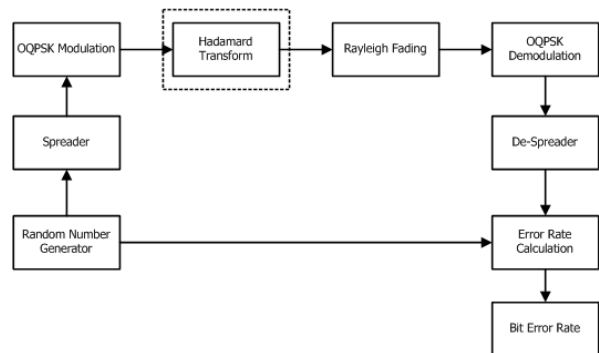 OQPSK Modulation
Hadamard
Transform
Rayleigh Fading
OQPSK
Demodulation
Spreader
De-Spreader
Random Number
Generator
Error Rate
Calculation
Bit Error Rate